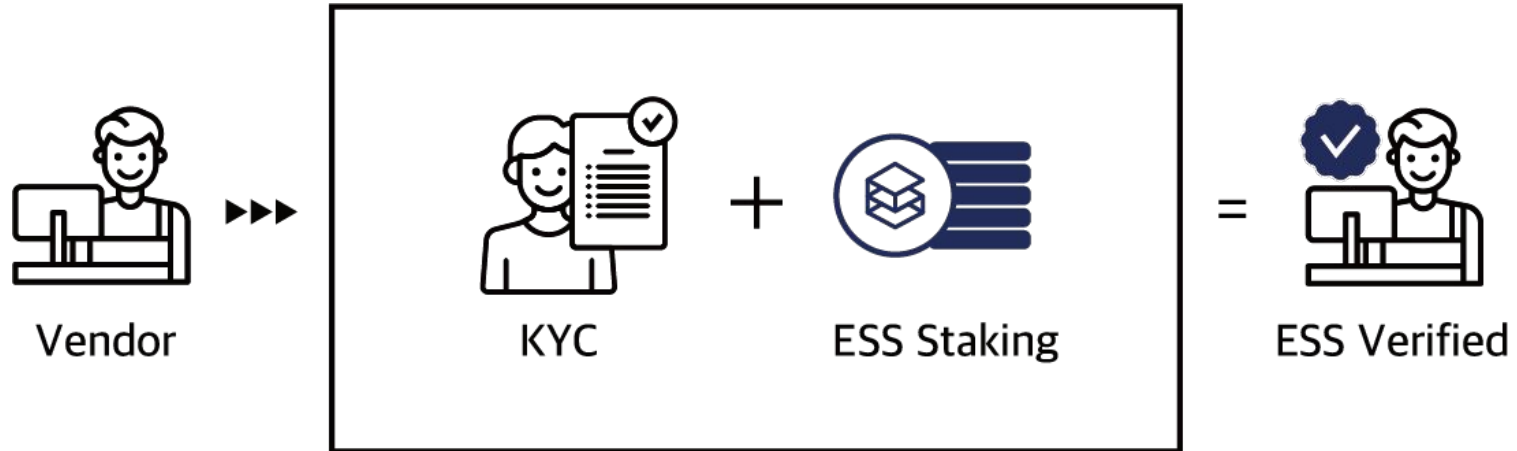 Vendor
KYC
+
ESS Staking
=
ESS Verified